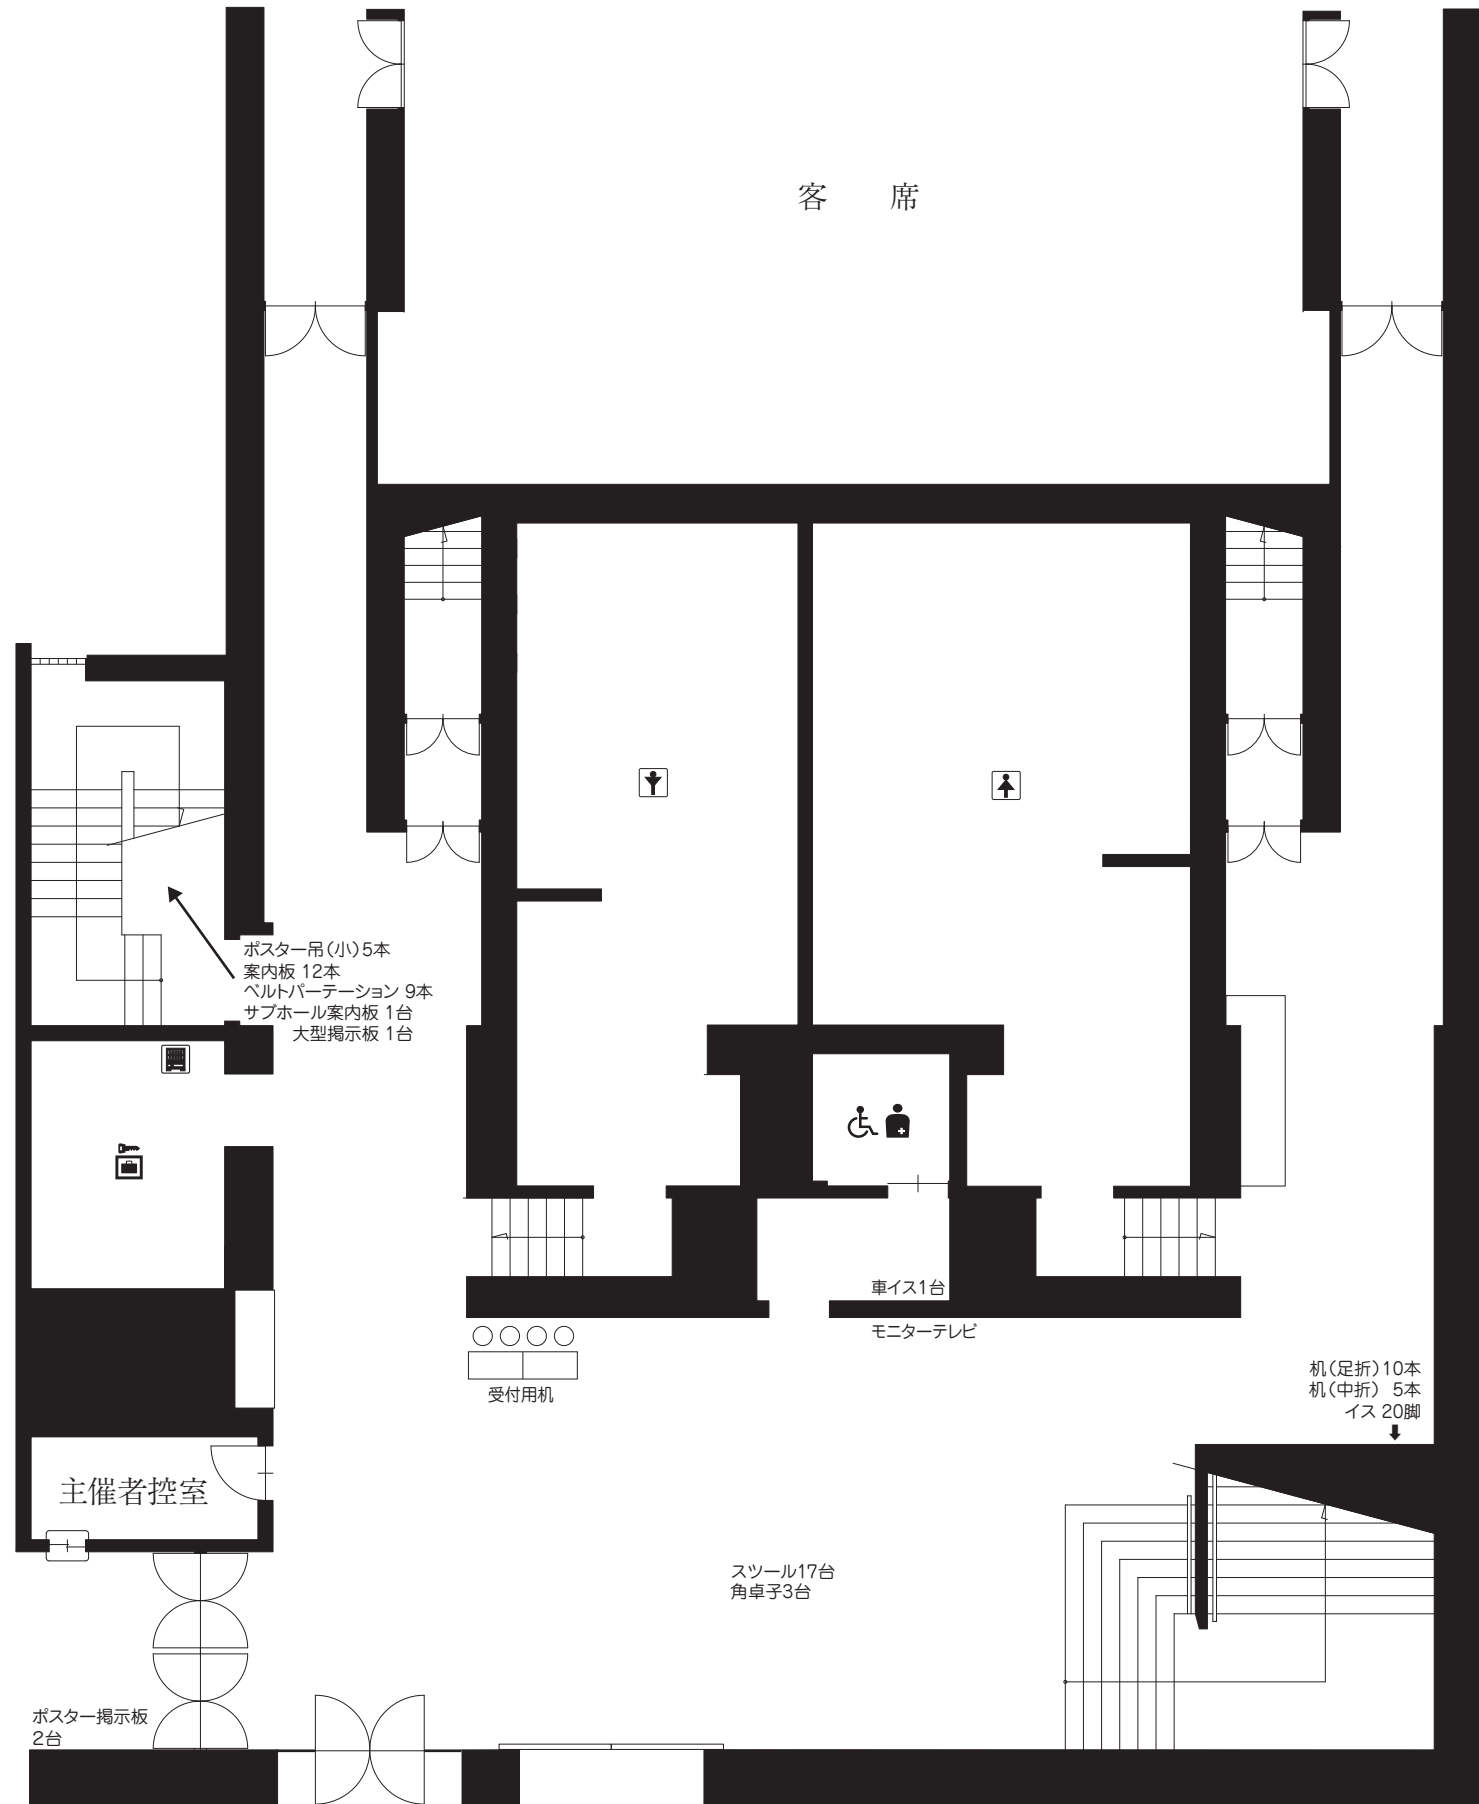 客 席
ポスター吊(小)5本
案内板 12本
ベルトパーテーション 9本
サブホール案内板 1台
大型掲示板 1台
車イス1台
モニターテレビ
受付用机
机(足折)10本
机(中折) 5本
イス 20脚
主催者控室
スツール17台
角卓子3台
ポスター掲示板
2台